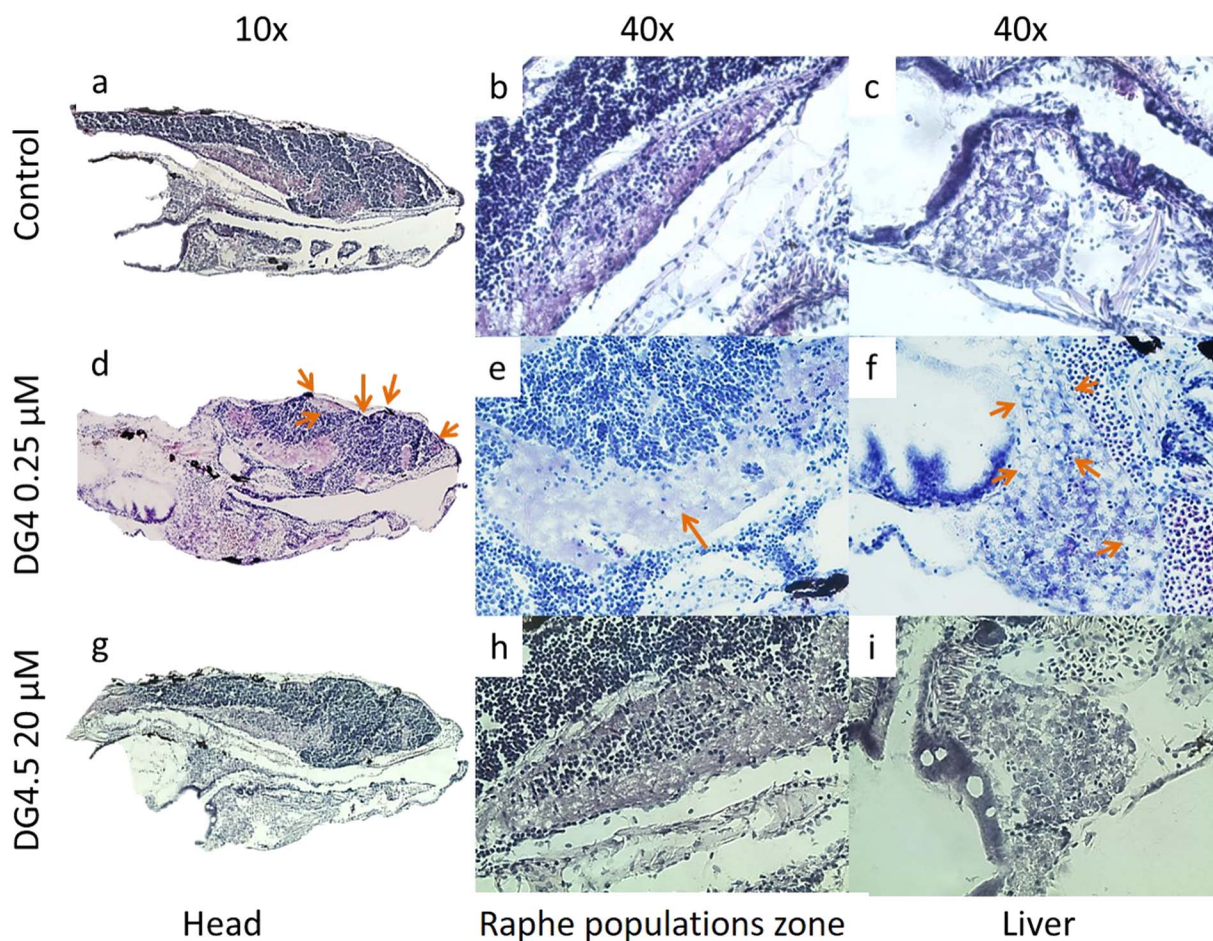 10x
40x
40x
Control
a
b
c
DG4 0.25 µM
d
e
f
DG4.5 20 µM
g
h
i
Head
Raphe populations zone
Liver